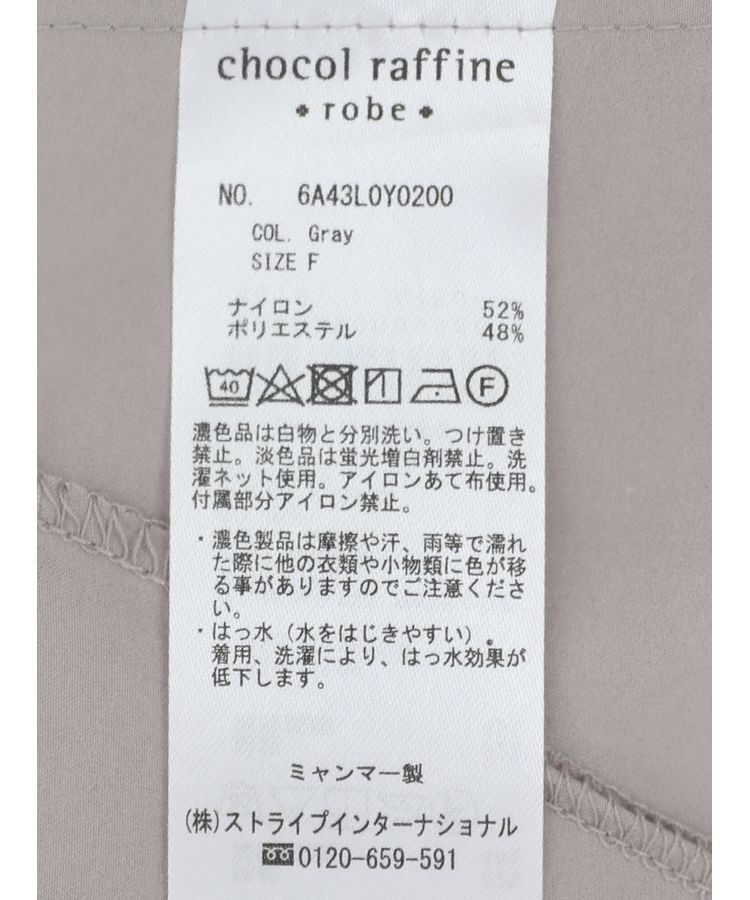 chocol raffine
robe
NO. 6A43L0Y0200
COL. Gray
SIZE F
ナイロン 52%
ポリエステル 48%
40 F
濃色品は白物と分別洗い。つけ置き
禁止。淡色品は蛍光増白剤禁止。洗
濯ネット使用。アイロンあて布使用。
付属部分アイロン禁止。
・濃色製品は摩擦や汗、雨等で濡れ
た際に他の衣類や小物類に色が移
る事がありますのでご注意くださ
い。
・はっ水（水をはじきやすい）。
着用、洗濯により、はっ水効果が
低下します。
ミャンマー製
(株)ストライプインターナショナル
0120-659-591